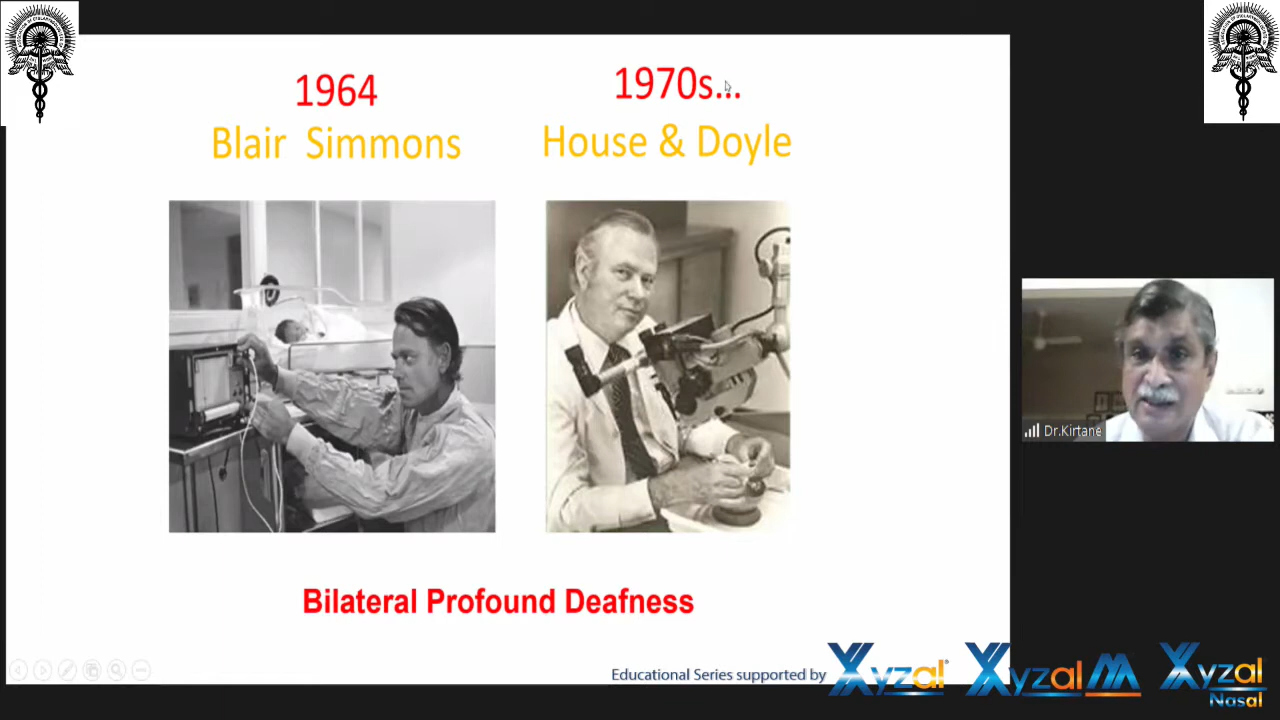 1964
Blair Simmons
1970s...
House & Doyle
Bilateral Profound Deafness
Dr.Kirtane
Educational Series supported by
Xyzal®
Xyzal M
Xyzal
Nasal